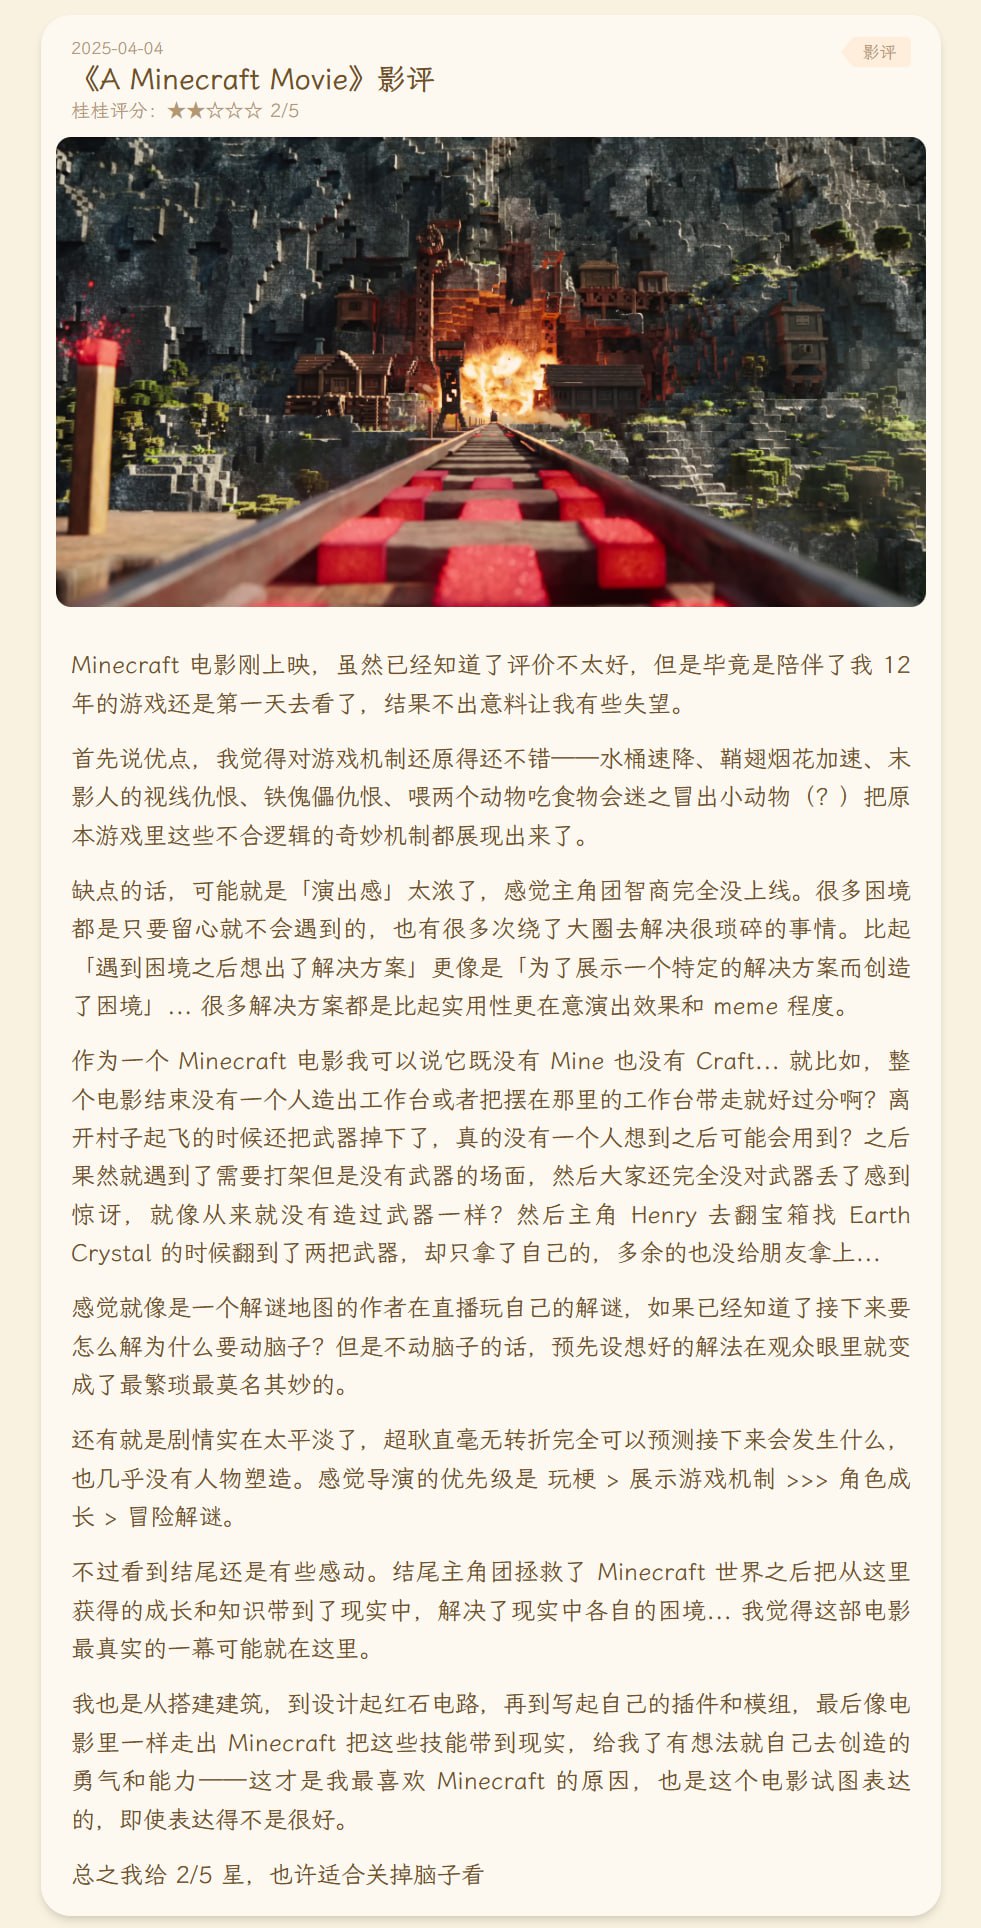 2025-04-04
影评
《A Minecraft Movie》影评
桂桂评分：★★☆☆☆ 2/5
Minecraft 电影刚上映，虽然已经知道了评价不太好，但是毕竟是陪伴了我 12
年的游戏还是第一天去看了，结果不出意料让我有些失望。
首先说优点，我觉得对游戏机制还原得还不错——水桶速降、鞘翅烟花加速、末
影人的视线仇恨、铁傀儡仇恨、喂两个动物吃食物会迷之冒出小动物（？）把原
本游戏里这些不合逻辑的奇妙机制都展现出来了。
缺点的话，可能就是「演出感」太浓了，感觉主角团智商完全没上线。很多困境
都是只要留心就不会遇到的，也有很多次绕了大圈去解决很琐碎的事情。比起
「遇到困境之后想出了解决方案」更像是「为了展示一个特定的解决方案而创造
了困境」... 很多解决方案都是比起实用性更在意演出效果和 meme 程度。
作为一个 Minecraft 电影我可以说它既没有 Mine 也没有 Craft... 就比如，整
个电影结束没有一个人造出工作台或者把摆在那里的工作台带走就好过分啊？离
开村子起飞的时候还把武器掉下了，真的没有一个人想到之后可能会用到？之后
果然就遇到了需要打架但是没有武器的场面，然后大家还完全没对武器丢了感到
惊讶，就像从来就没有造过武器一样？然后主角 Henry 去翻宝箱找 Earth
Crystal 的时候翻到了两把武器，却只拿了自己的，多余的也没给朋友拿上...
感觉就像是一个解谜地图的作者在直播玩自己的解谜，如果已经知道了接下来要
怎么解为什么要动脑子？但是不动脑子的话，预先设想好的解法在观众眼里就变
成了最繁琐最莫名其妙的。
还有就是剧情实在太平淡了，超耿直毫无转折完全可以预测接下来会发生什么，
也几乎没有人物塑造。感觉导演的优先级是 玩梗 > 展示游戏机制 >>> 角色成
长 > 冒险解谜。
不过看到结尾还是有些感动。结尾主角团拯救了 Minecraft 世界之后把从这里
获得的成长和知识带到了现实中，解决了现实中各自的困境... 我觉得这部电影
最真实的一幕可能就在这里。
我也是从搭建建筑，到设计起红石电路，再到写起自己的插件和模组，最后像电
影里一样走出 Minecraft 把这些技能带到现实，给我了有想法就自己去创造的
勇气和能力——这才是我最喜欢 Minecraft 的原因，也是这个电影试图表达
的，即使表达得不是很好。
总之我给 2/5 星，也许适合关掉脑子看